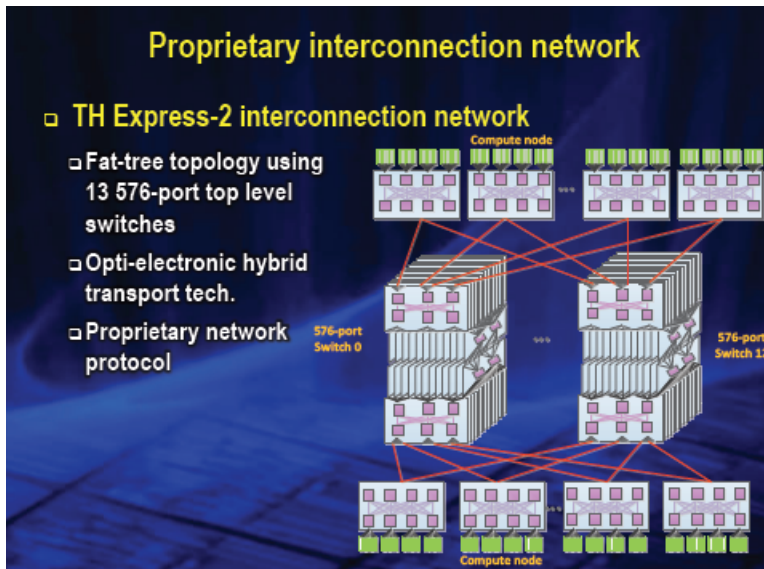 Proprietary interconnection network
TH Express-2 interconnection network
Fat-tree topology using
13 576-port top level
switches
Opti-electronic hybrid
transport tech.
Proprietary network
protocol
Compute node
576-port
Switch 0
576-port
Switch
Compute node